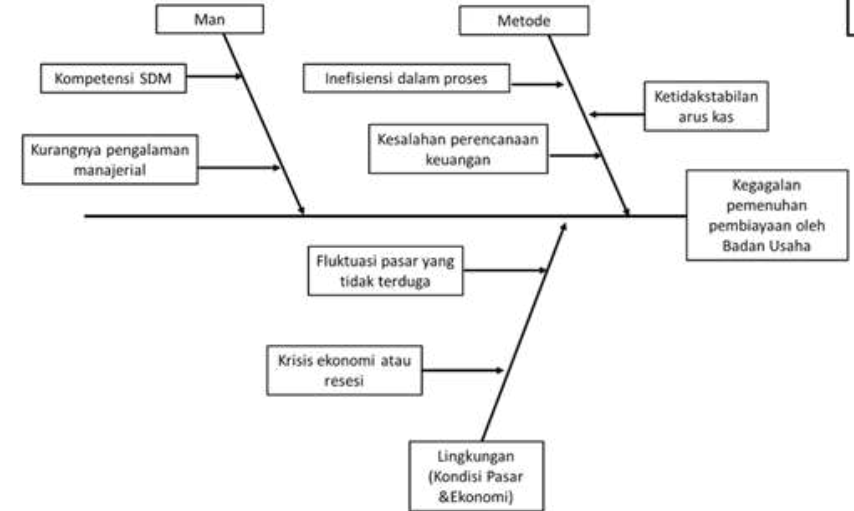 Man
Metode
Kompetensi SDM
Inefisiensi dalam proses
Ketidakstabilan
arus kas
Kurangnya pengalaman
manajerial
Kesalahan perencanaan
keuangan
Kegagalan
pemenuhan
pembiayaan oleh
Badan Usaha
Fluktuasi pasar yang
tidak terduga
Krisis ekonomi atau
resesi
Lingkungan
(Kondisi Pasar
&Ekonomi)